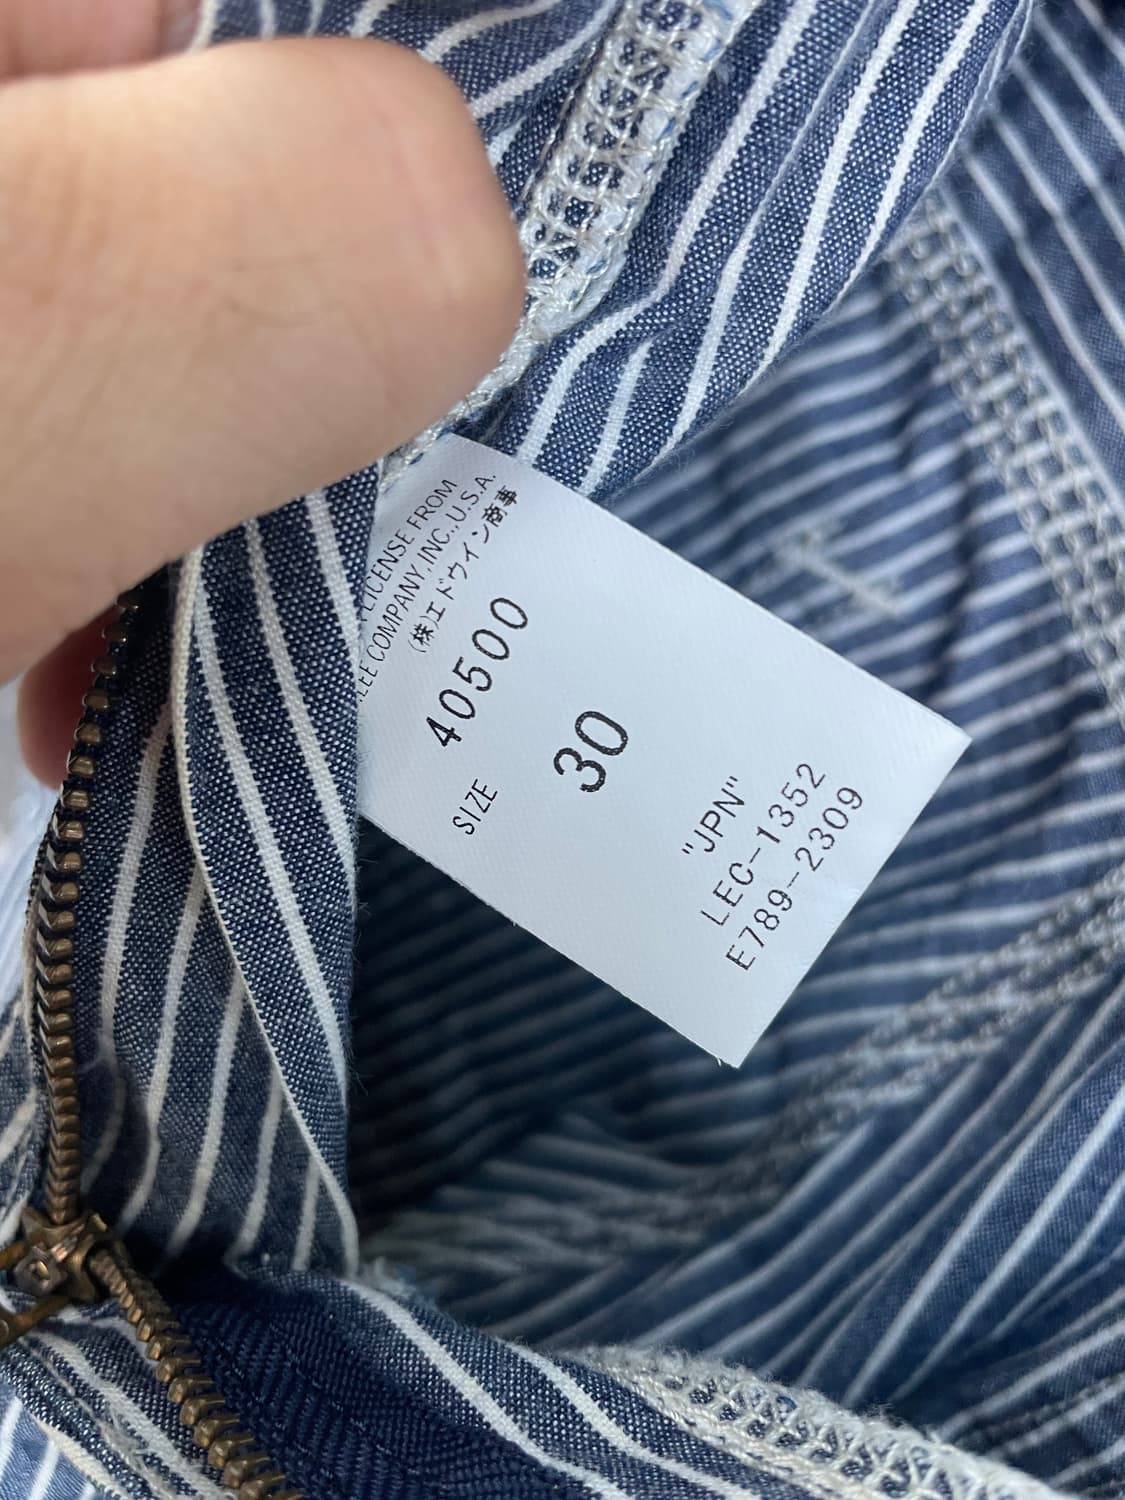 LICENSE FROM
LEE COMPANY, INC., U.S.A.
(株)エドウイン商事
40500
SIZE
30
"JPN"
LEC-1352
E789-2309